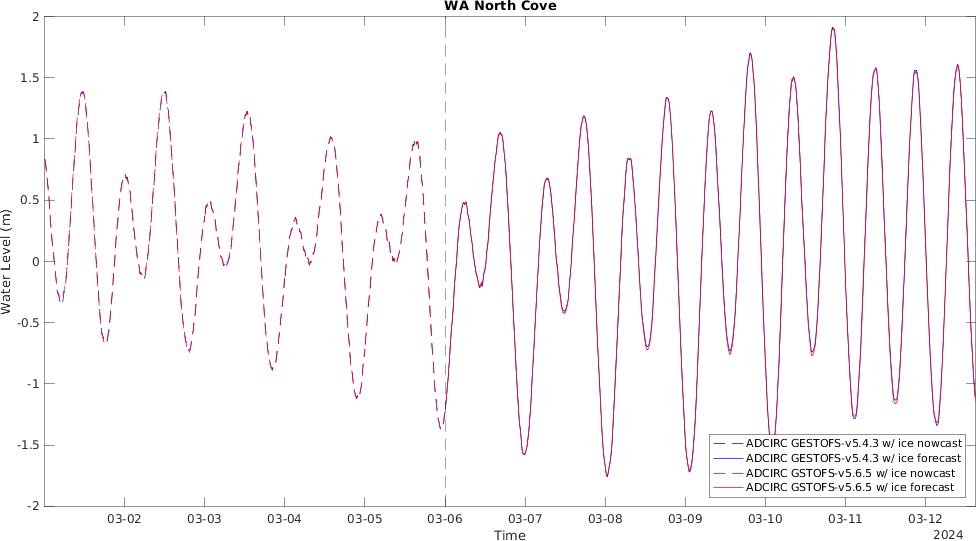 WA North Cove
2
1.5
1
0.5
0
-0.5
-1
-1.5
-2
Water Level (m)
03-02 03-03 03-04 03-05 03-06 03-07 03-08 03-09 03-10 03-11 03-12
Time
2024
ADCIRC GESTOFS-v5.4.3 w/ ice nowcast
ADCIRC GESTOFS-v5.4.3 w/ ice forecast
ADCIRC GSTOFS-v5.6.5 w/ ice nowcast
ADCIRC GSTOFS-v5.6.5 w/ ice forecast